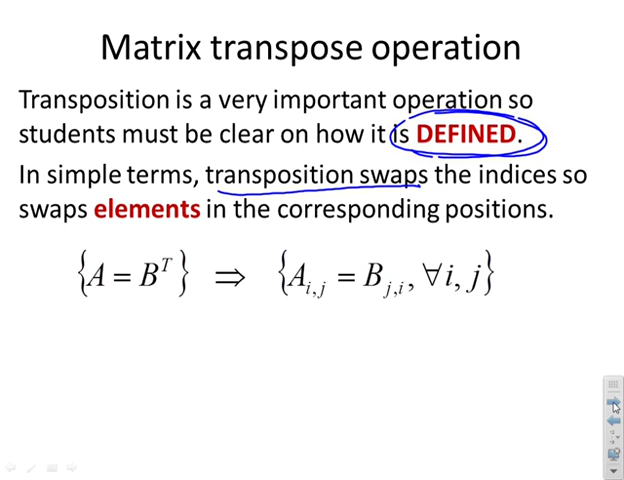 Matrix transpose operation
Transposition is a very important operation so
students must be clear on how it is DEFINED.
In simple terms, transposition swaps the indices so
swaps elements in the corresponding positions.
{A = Bᵀ} ⇒ {A_{i,j} = B_{j,i}, ∀i, j}